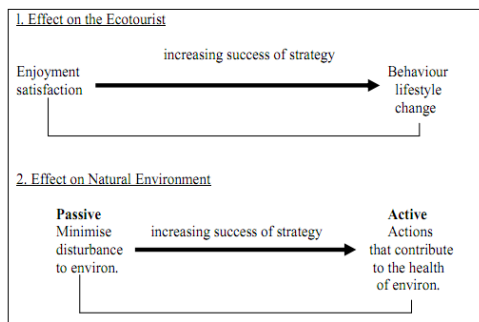 1. Effect on the Ecotourist
increasing success of strategy
Enjoyment
satisfaction
Behaviour
lifestyle
change
2. Effect on Natural Environment
Passive
Minimise
disturbance
to environ.
increasing success of strategy
Active
Actions
that contribute
to the health
of environ.